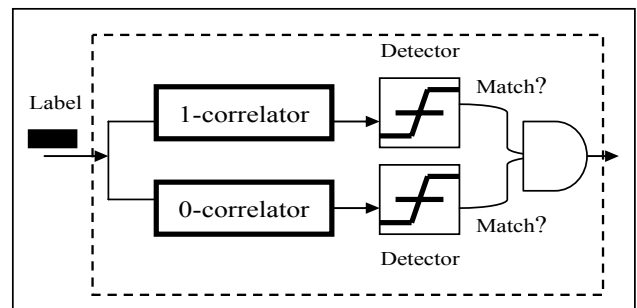 Detector
Label
Match?
1-correlator
0-correlator
Match?
Detector